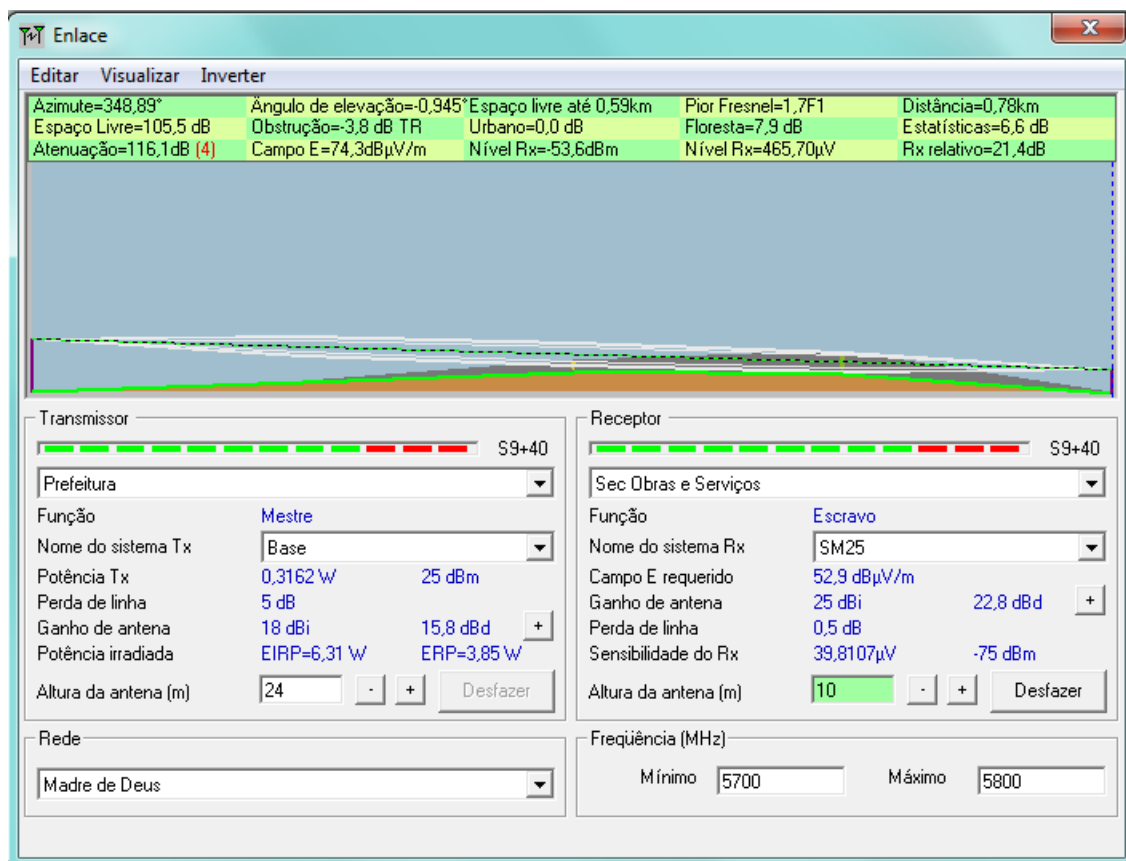 Enlace
Editar Visualizar Inverter
Azimute=348,89° Ângulo de elevação=-0,945° Espaço livre até 0,59km Pior Fresnel=1,7F1 Distância=0,78km
Espaço Livre=105,5 dB Obstrução=-3,8 dB TR Urbano=0,0 dB Floresta=7,9 dB Estatísticas=6,6 dB
Atenuação=116,1dB (4) Campo E=74,3dBµV/m Nível Rx=-53,6dBm Nível Rx=465,70µV Rx relativo=21,4dB
Transmissor
S9+40
Prefeitura
Função Mestre
Nome do sistema Tx Base
Potência Tx 0,3162 W 25 dBm
Perda de linha 5 dB
Ganho de antena 18 dBi 15,8 dBd +
Potência irradiada EIRP=6,31 W ERP=3,85 W
Altura da antena (m) 24 - + Desfazer
Rede
Madre de Deus
Receptor
S9+40
Sec Obras e Serviços
Função Escravo
Nome do sistema Rx SM25
Campo E requerido 52,9 dBµV/m
Ganho de antena 25 dBi 22,8 dBd +
Perda de linha 0,5 dB
Sensibilidade do Rx 39,8107µV -75 dBm
Altura da antena (m) 10 - + Desfazer
Freqüência (MHz)
Mínimo 5700 Máximo 5800